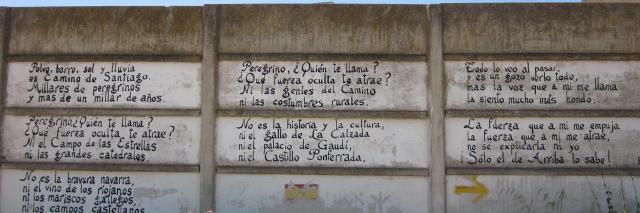 Polvo, barro, sol y lluvia
es Camino de Santiago.
Millares de peregrinos
y más de un millar de años.
Peregrino ¿Quién te llama?
¿Qué fuerza oculta te atrae?
Ni el Campo de las Estrellas
ni las grandes catedrales.
No es la bravura navarra,
ni el vino de los riojanos
ni los mariscos gallegos,
ni los campos castellanos
Peregrino, ¿Quién te llama?
¿Qué fuerza oculta te atrae?
Ni las gentes del Camino
ni las costumbres rurales.
No es la historia y la cultura,
ni el gallo de La Calzada
ni el palacio de Gaudí,
ni el Castillo Ponferrada.
Todo lo veo al pasar,
y es un gozo verlo todo,
mas la voz que a mi me llama
la siento mucho más hondo.
La fuerza que a mi me empuja
la fuerza que a mi me atrae,
no sé explicarla ni yo
¡Sólo el de Arriba lo sabe!